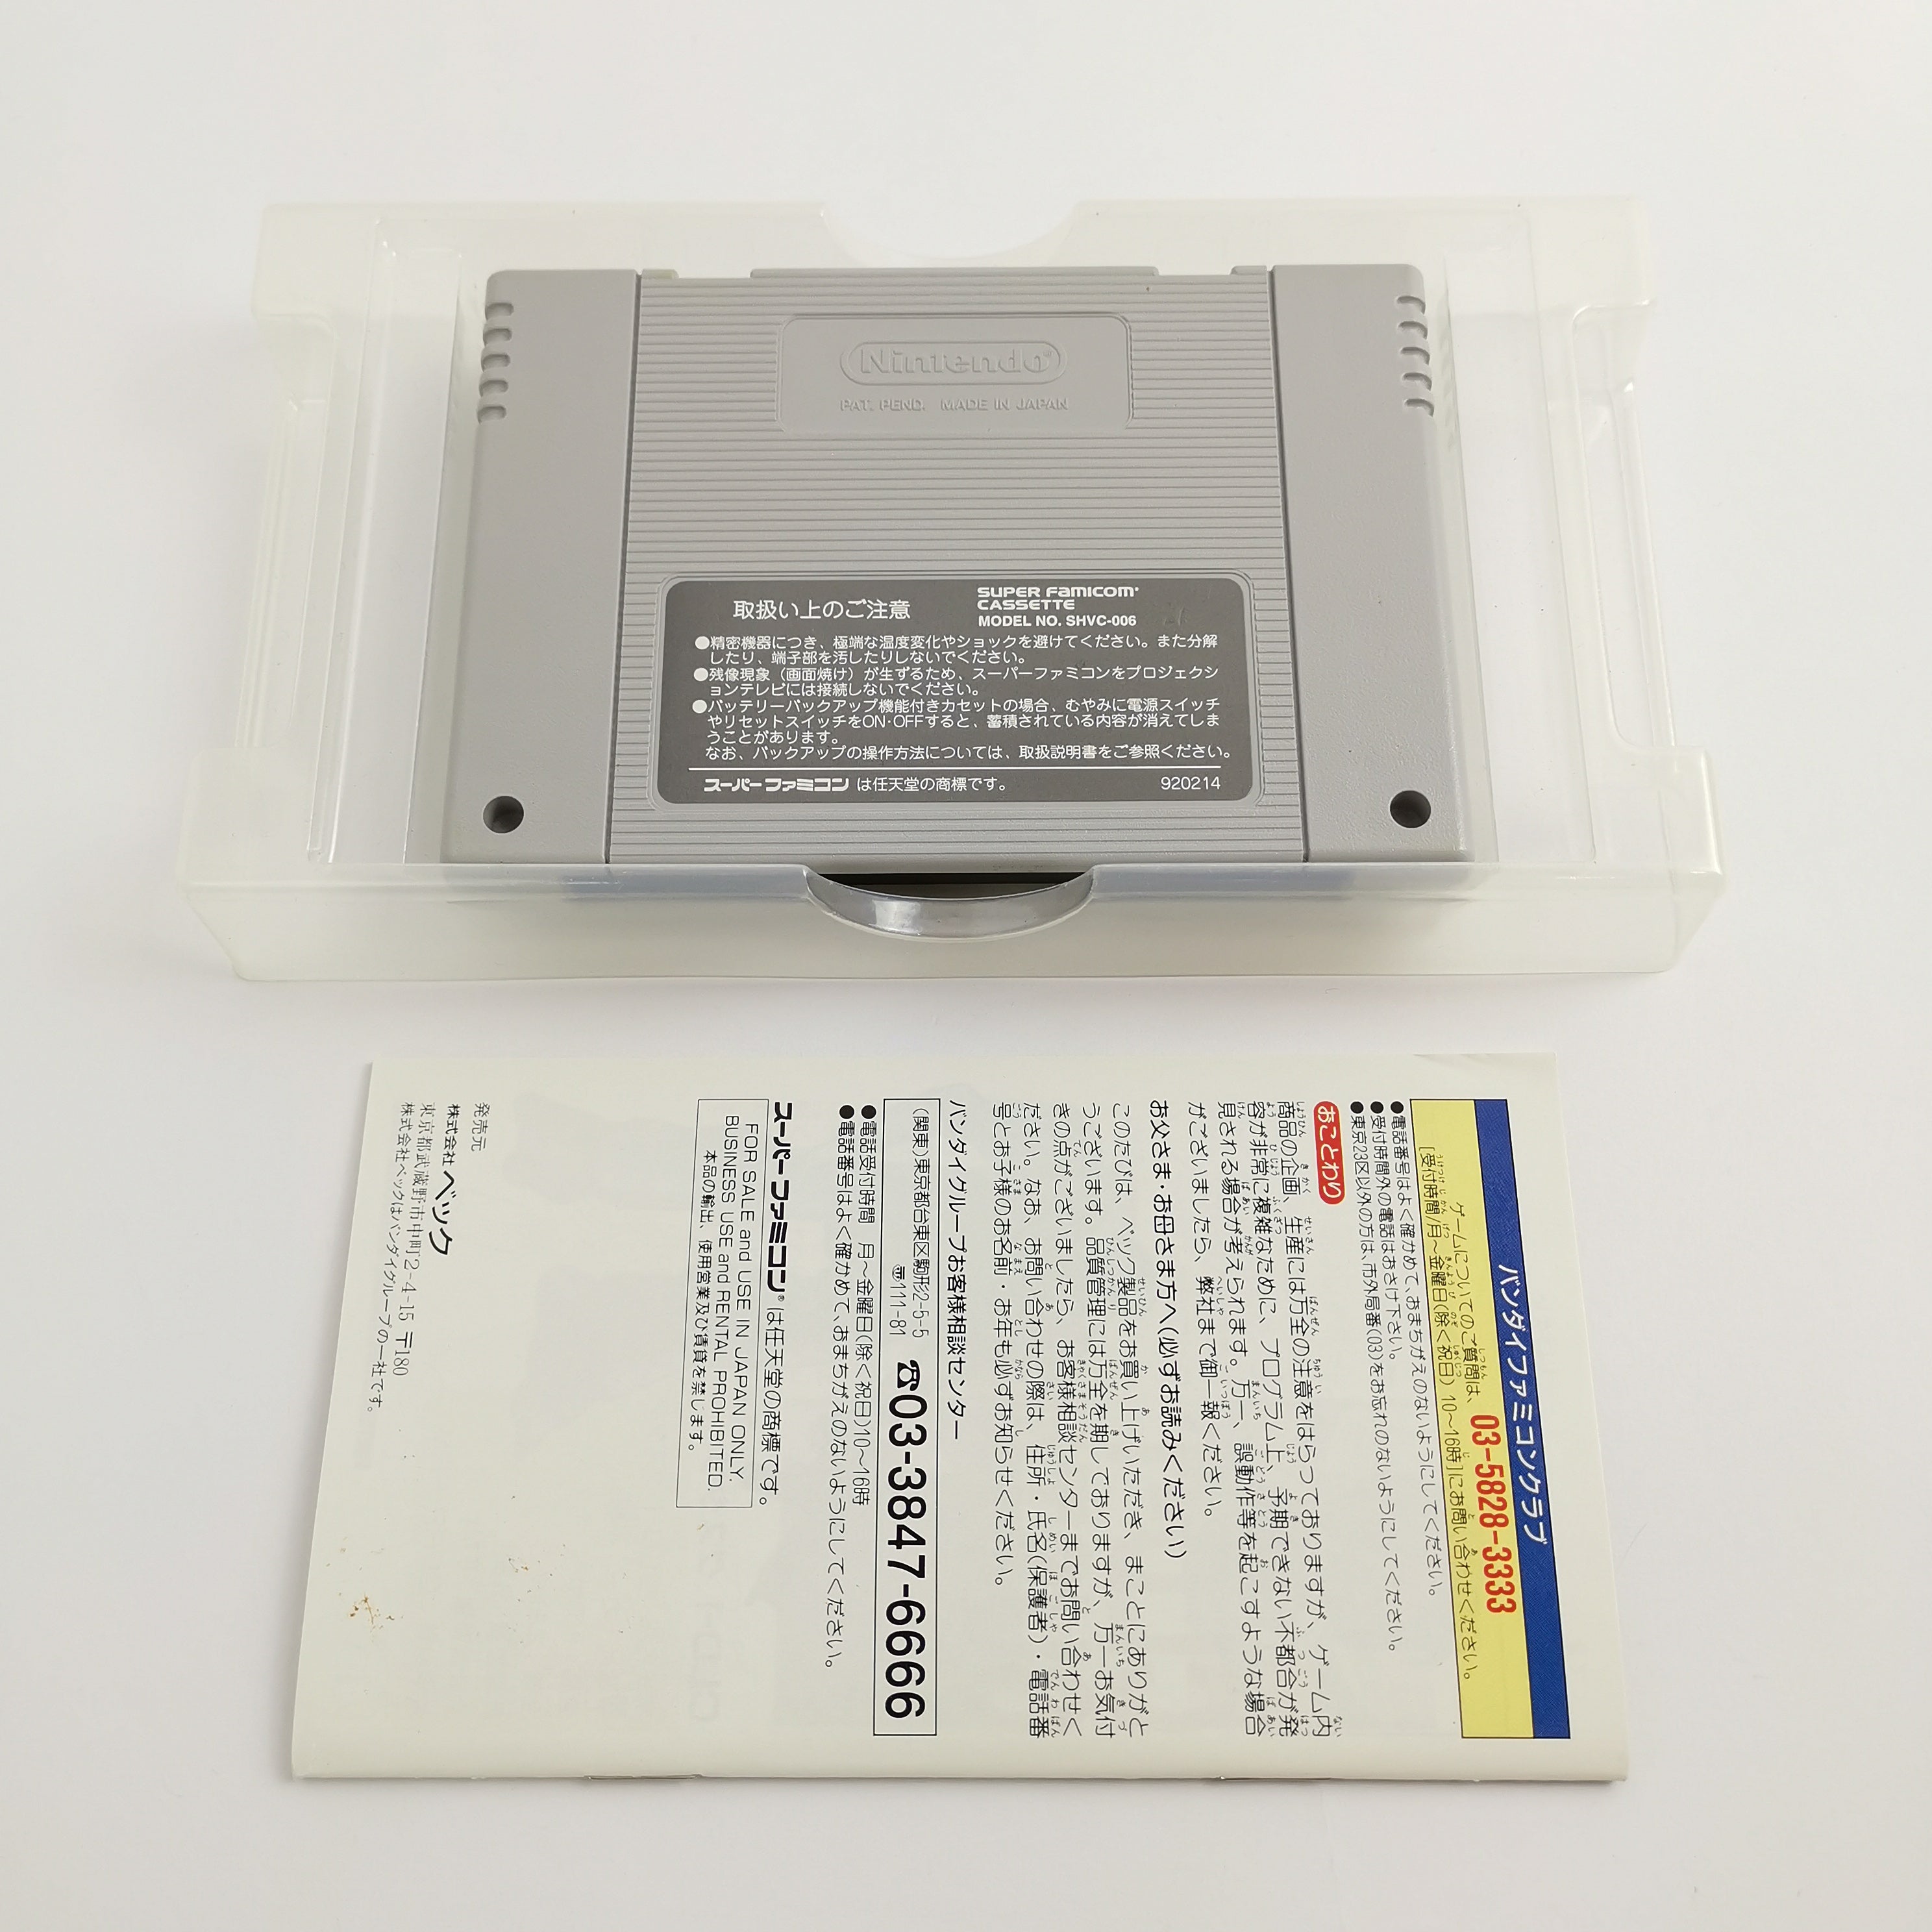 Nintendo®
PAT. PEND. MADE IN JAPAN
取扱い上のご注意
SUPER FAMICOM®
CASSETTE
MODEL NO. SHVC-006
●精密機器につき、極端な温度変化やショックを避けてください。また分解
したり、端子部を汚したりしないでください。
●残像現象（画面焼け）が生ずるため、スーパーファミコンをプロジェクシ
ョンテレビには接続しないでください。
●バッテリーバックアップ機能付きカセットの場合、むやみに電源スイッチ
やリセットスイッチをON・OFFすると、蓄積されている内容が消えてしま
うことがあります。
なお、バックアップの操作方法については、取扱説明書をご参照ください。
スーパーファミコン は任天堂の商標です。
920214
バンダイファミコンクラブ
ゲームについてのご質問は、 03-5828-3333
[受付時間/月〜金曜日(除く祝日) 10〜16時]にお問い合わせください。
●電話番号はよく確かめて、おまちがえのないようにしてください。
●受付時間外の電話はおさけ下さい。
●東京23区以外の方は、市外局番(03)をお忘れのないようにしてください。
おことわり
商品の企画、生産には万全の注意をはらっておりますが、ゲーム内
容が非常に複雑なために、プログラム上、予期できない不都合が発
見される場合が考えられます。万一、誤動作等を起こすような場合
がございましたら、弊社まで御一報ください。
お父さま・お母さま方へ(必ずお読みください)
このたびは、ベック製品をお買い上げいただき、まことにありがと
うございます。品質管理には万全を期しておりますが、万一お気付
きの点がございましたら、お客様相談センターまでお問い合わせく
ださい。なお、お問い合わせの際は、住所・氏名(保護者)・電話番
号とお子様のお名前・お年も必ずお知らせください。
バンダイグループお客様相談センター
(関東)東京都台東区駒形2-5-5
〒111-81 ☎03-3847-6666
●電話受付時間 月〜金曜日(除く祝日)10〜16時
●電話番号はよく確かめて、おまちがえのないようにしてください。
スーパーファミコン®は任天堂の商標です。
FOR SALE and USE IN JAPAN ONLY.
BUSINESS USE and RENTAL PROHIBITED.
本品の輸出、使用営業及び賃貸を禁じます。
発売元
株式会社 ベック
東京都武蔵野市中町2-4-15 〒180
株式会社ベックはバンダイグループの一社です。